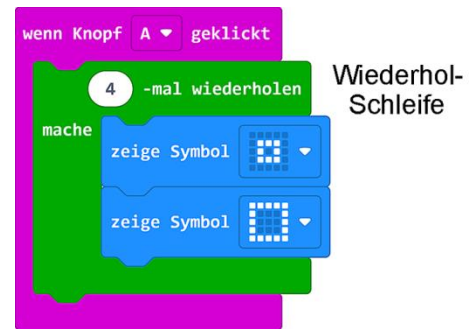 wenn Knopf A geklickt
4 -mal wiederholen
Wiederhol-
Schleife
mache
zeige Symbol
zeige Symbol